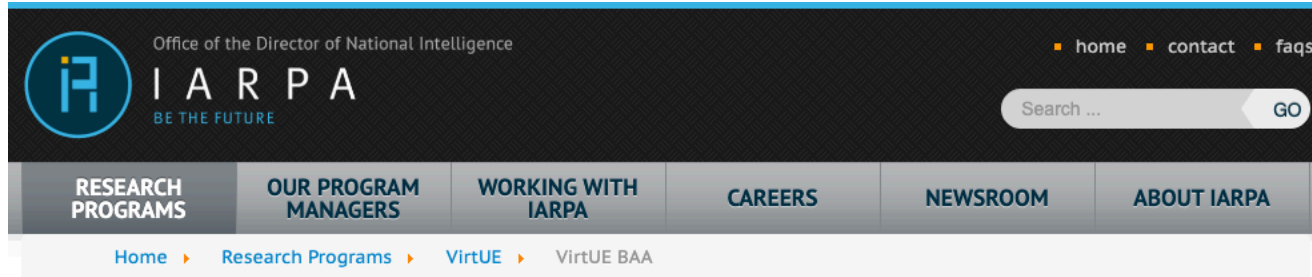 Office of the Director of National Intelligence
IARPA
BE THE FUTURE
home contact faqs
Search ... GO
RESEARCH PROGRAMS
OUR PROGRAM MANAGERS
WORKING WITH IARPA
CAREERS
NEWSROOM
ABOUT IARPA
Home Research Programs VirtUE VirtUE BAA